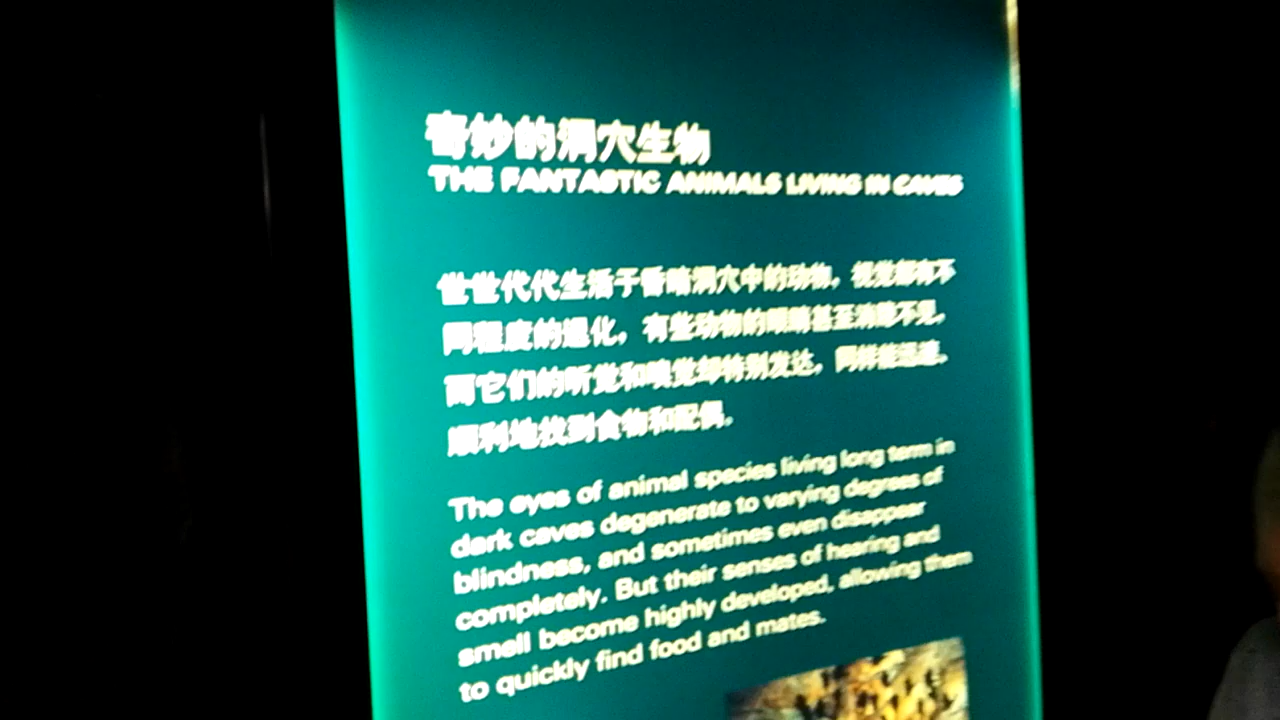 奇妙的洞穴生物
THE FANTASTIC ANIMALS LIVING IN CAVES
世世代代生活于昏暗洞穴中的动物，视觉都有不
同程度的退化，有些动物的眼睛甚至消隐不见，
而它们的听觉和嗅觉却特别发达，同样能迅速、
顺利地找到食物和配偶。
The eyes of animal species living long term in
dark caves degenerate to varying degrees of
blindness, and sometimes even disappear
completely. But their senses of hearing and
smell become highly developed, allowing them
to quickly find food and mates.